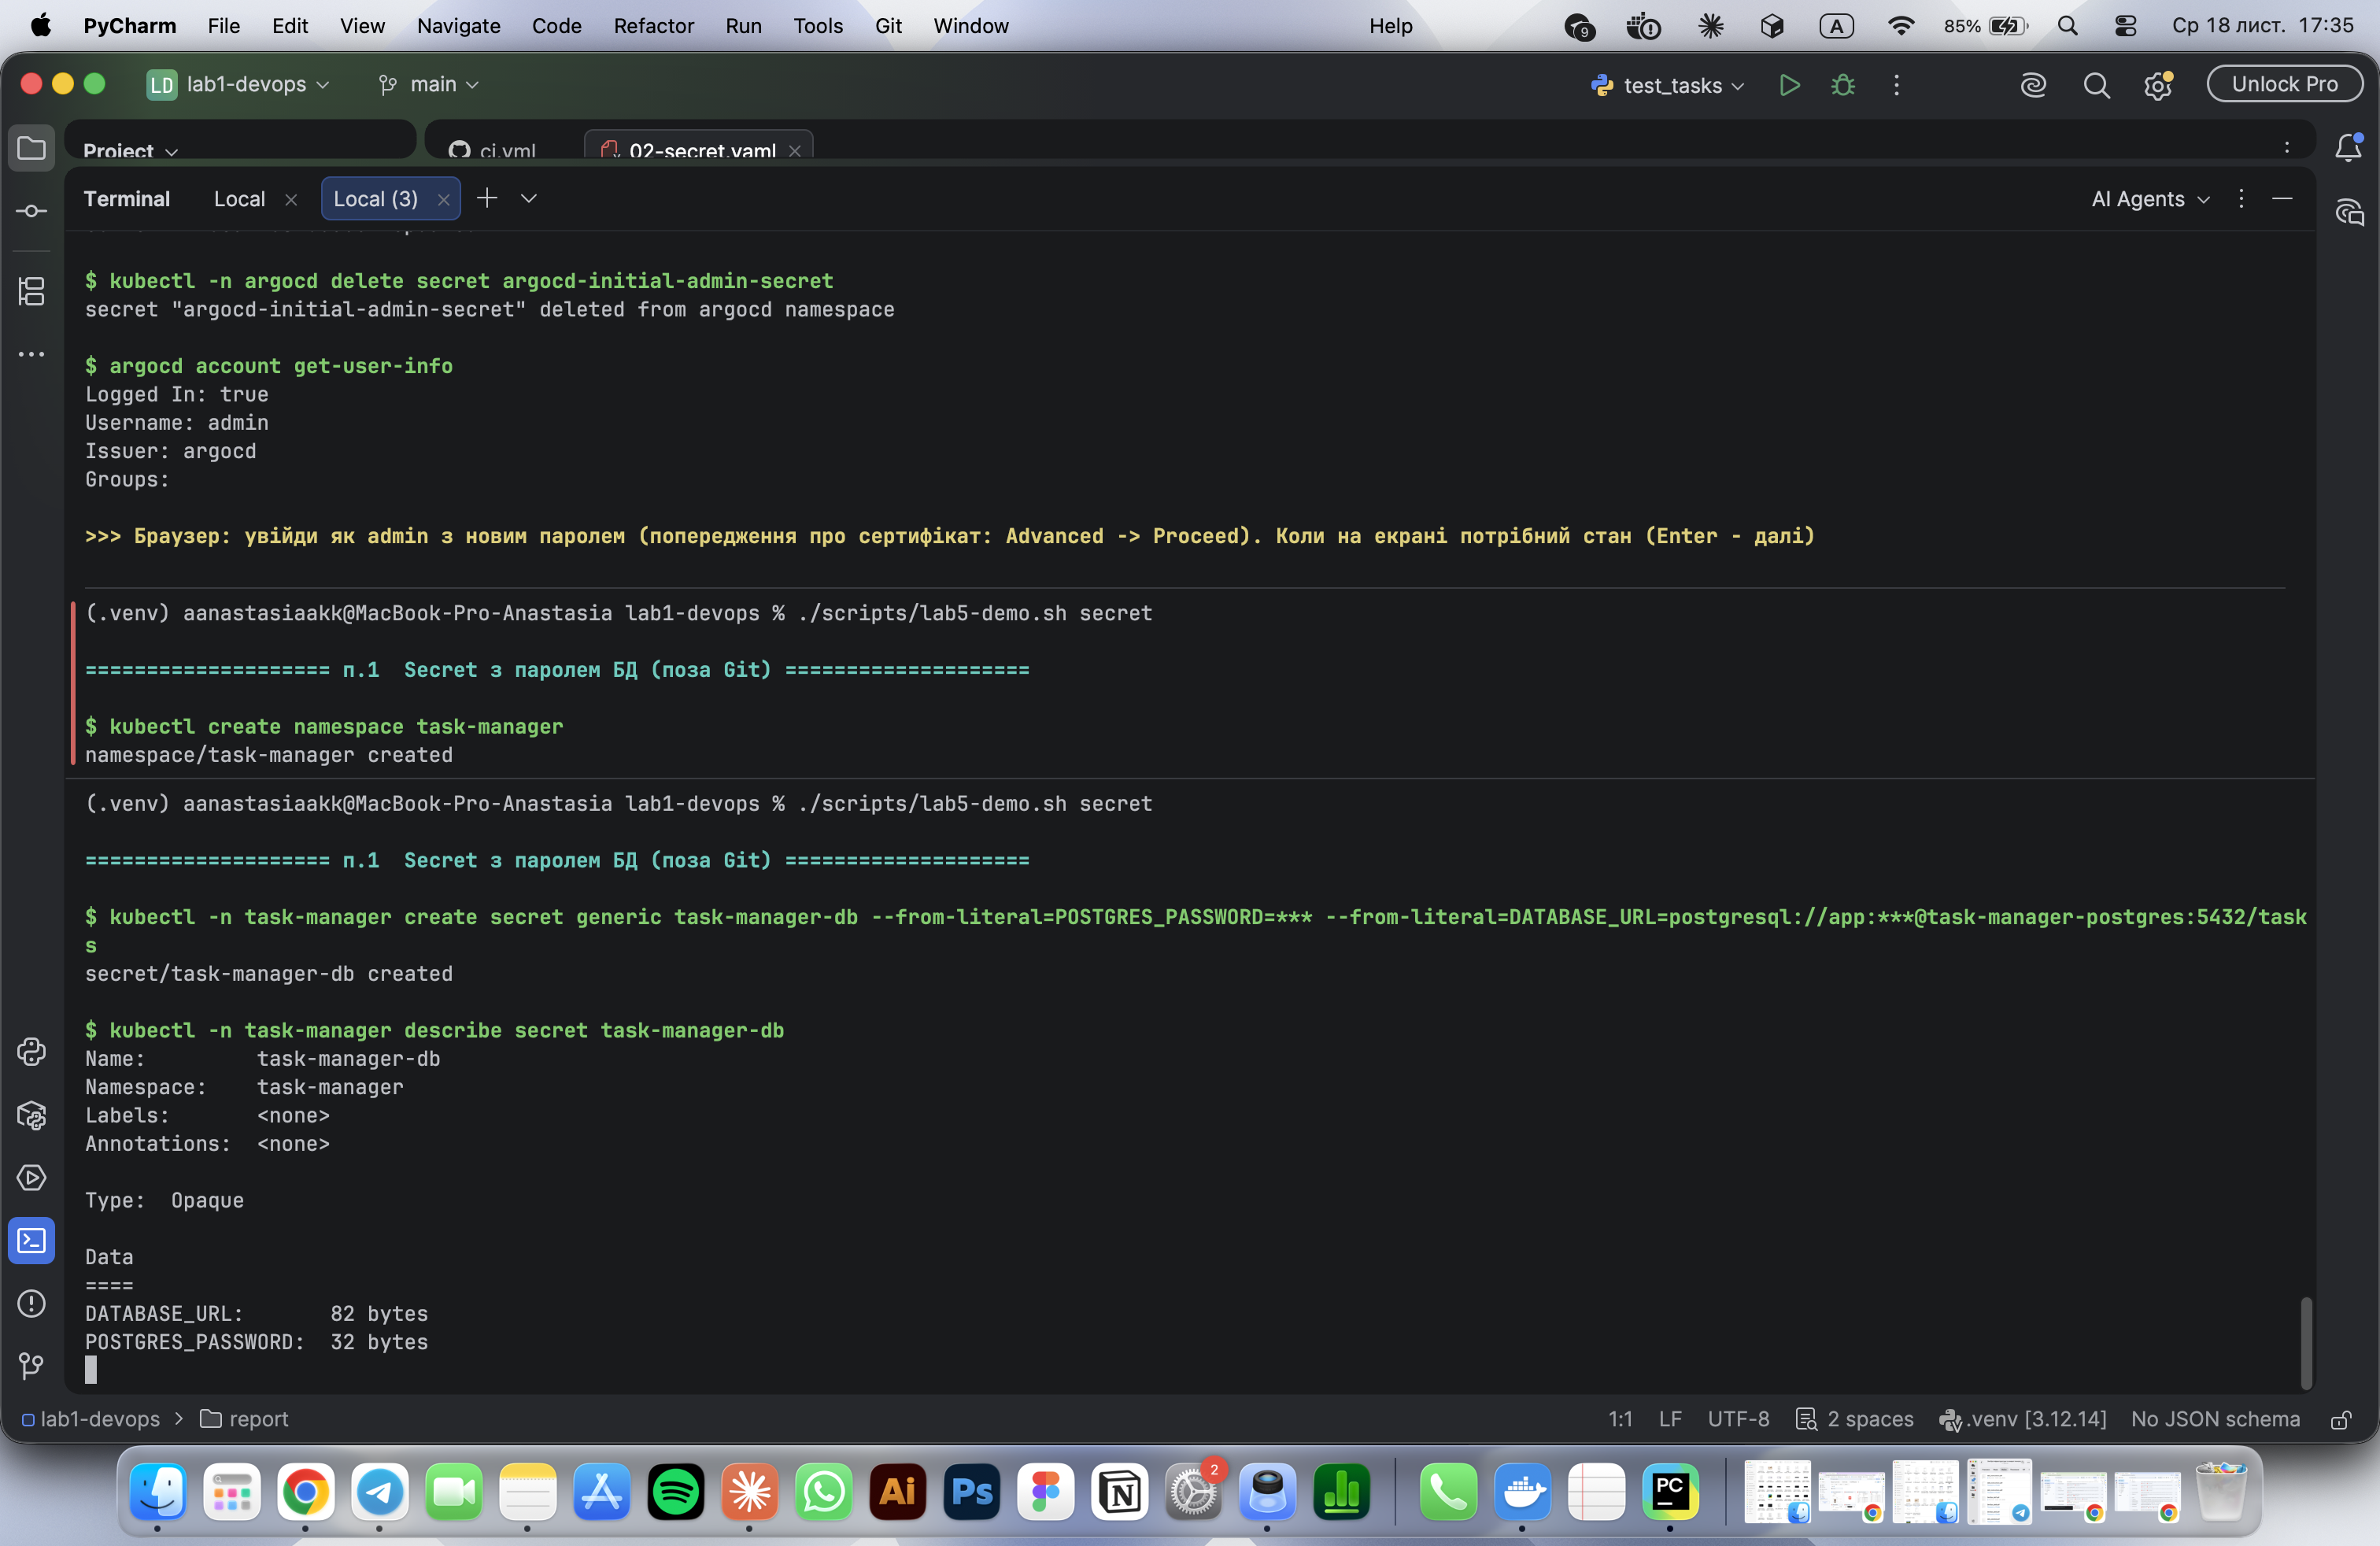 PyCharm File Edit View Navigate Code Refactor Run Tools Git Window Help 9 A 85% Ср 18 лист. 17:35
LD lab1-devops main test_tasks Unlock Pro
Project ci.yml 02-secret.yaml
Terminal Local Local (3) AI Agents
$ kubectl -n argocd delete secret argocd-initial-admin-secret
secret "argocd-initial-admin-secret" deleted from argocd namespace
$ argocd account get-user-info
Logged In: true
Username: admin
Issuer: argocd
Groups:
>>> Браузер: увійди як admin з новим паролем (попередження про сертифікат: Advanced -> Proceed). Коли на екрані потрібний стан (Enter - далі)
(.venv) aanastasiaakk@MacBook-Pro-Anastasia lab1-devops % ./scripts/lab5-demo.sh secret
==================== п.1  Secret з паролем БД (поза Git) ====================
$ kubectl create namespace task-manager
namespace/task-manager created
(.venv) aanastasiaakk@MacBook-Pro-Anastasia lab1-devops % ./scripts/lab5-demo.sh secret
==================== п.1  Secret з паролем БД (поза Git) ====================
$ kubectl -n task-manager create secret generic task-manager-db --from-literal=POSTGRES_PASSWORD=*** --from-literal=DATABASE_URL=postgresql://app:***@task-manager-postgres:5432/task
s
secret/task-manager-db created
$ kubectl -n task-manager describe secret task-manager-db
Name:         task-manager-db
Namespace:    task-manager
Labels:       <none>
Annotations:  <none>
Type:  Opaque
Data
====
DATABASE_URL:       82 bytes
POSTGRES_PASSWORD:  32 bytes
lab1-devops > report 1:1 LF UTF-8 2 spaces .venv [3.12.14] No JSON schema
Ai Ps 2 PC